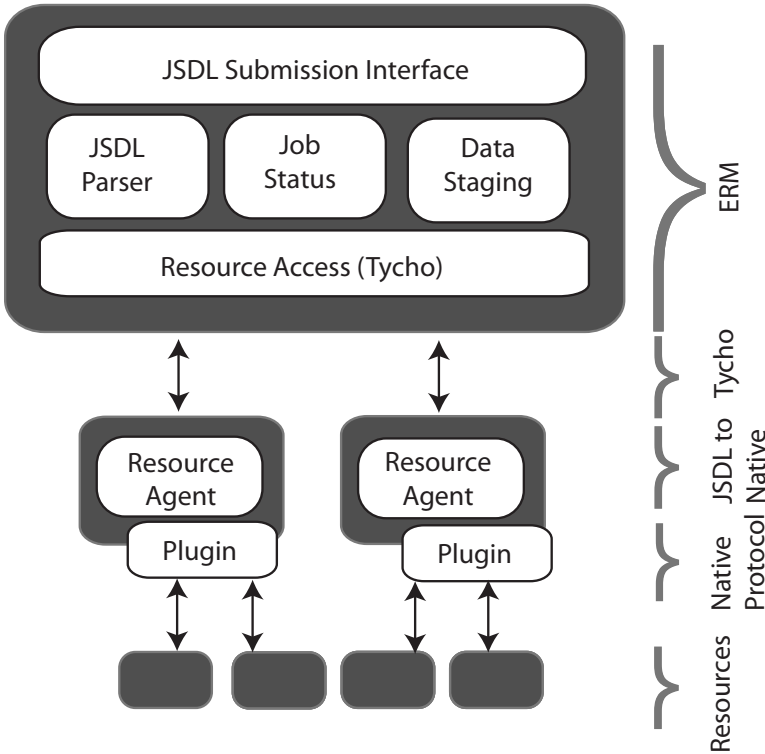 JSDL Submission Interface
JSDL
Parser
Job
Status
Data
Staging
Resource Access (Tycho)
ERM
Tycho
Resource
Agent
Resource
Agent
JSDL to
Native
Plugin
Plugin
Native
Protocol
Resources